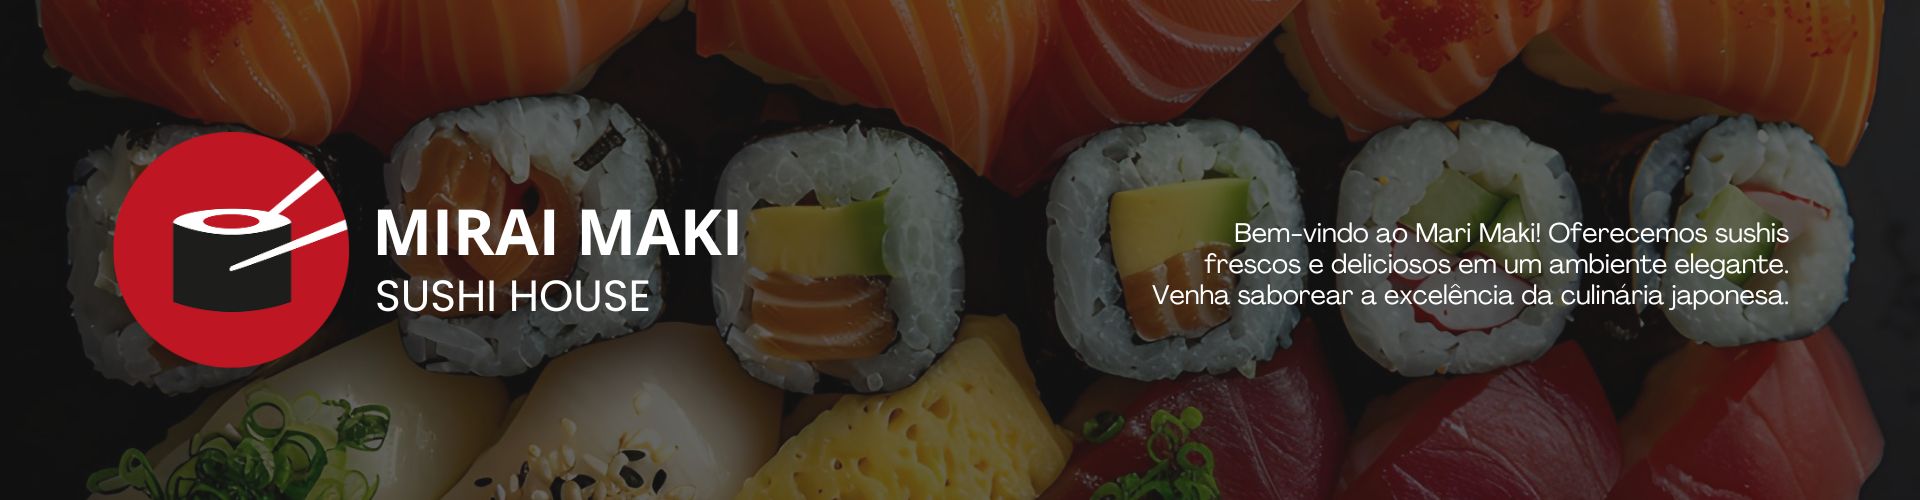 MIRAI MAKI
SUSHI HOUSE
Bem-vindo ao Mari Maki! Oferecemos sushis
frescos e deliciosos em um ambiente elegante.
Venha saborear a excelência da culinária japonesa.